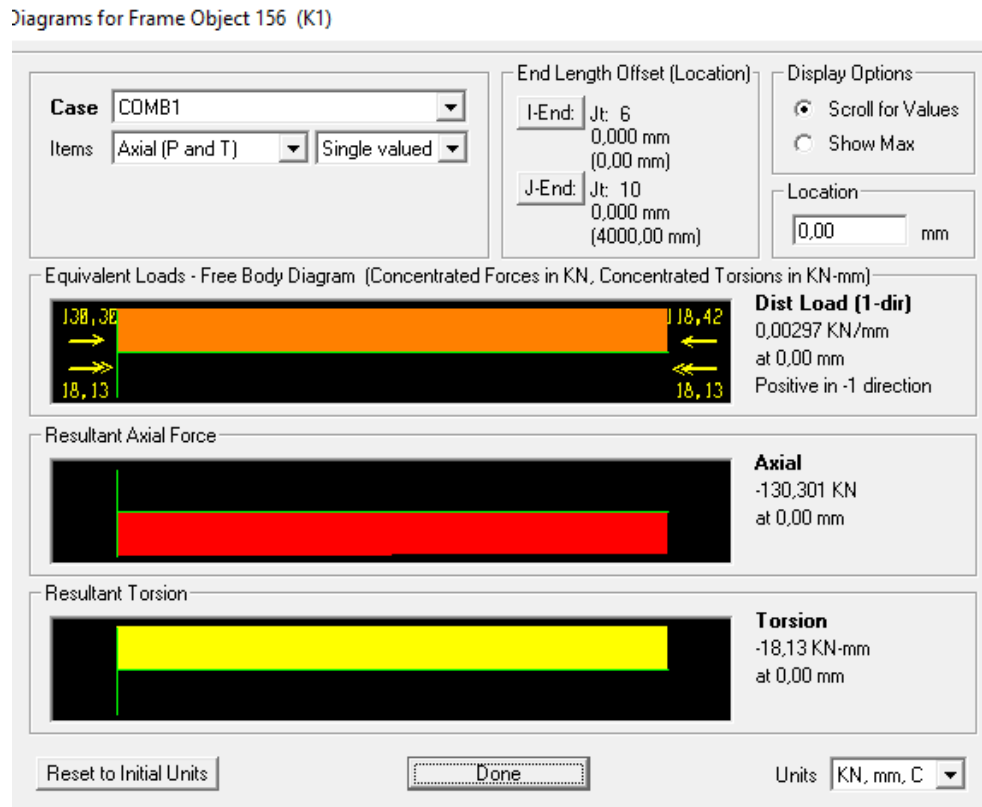 Diagrams for Frame Object 156 (K1)
Case COMB1
Items Axial (P and T) Single valued
End Length Offset (Location)
I-End: Jt: 6
0,000 mm
(0,00 mm)
J-End: Jt: 10
0,000 mm
(4000,00 mm)
Display Options
Scroll for Values
Show Max
Location
0,00 mm
Equivalent Loads - Free Body Diagram (Concentrated Forces in KN, Concentrated Torsions in KN-mm)
130,30
118,42
18,13
18,13
Dist Load (1-dir)
0,00297 KN/mm
at 0,00 mm
Positive in -1 direction
Resultant Axial Force
Axial
-130,301 KN
at 0,00 mm
Resultant Torsion
Torsion
-18,13 KN-mm
at 0,00 mm
Reset to Initial Units
Done
Units KN, mm, C